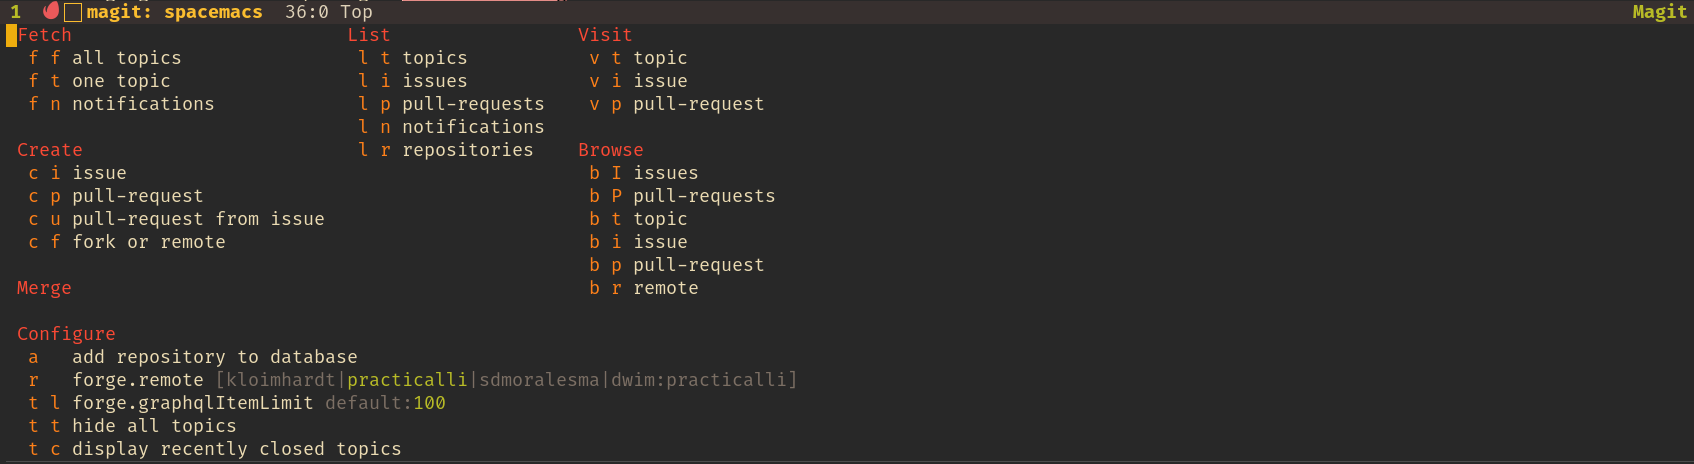 1 magit: spacemacs 36:0 Top Magit
Fetch List Visit
f f all topics l t topics v t topic
f t one topic l i issues v i issue
f n notifications l p pull-requests v p pull-request
l n notifications
Create l r repositories Browse
c i issue b I issues
c p pull-request b P pull-requests
c u pull-request from issue b t topic
c f fork or remote b i issue
b p pull-request
Merge b r remote
Configure
a add repository to database
r forge.remote [kloimhardt|practicalli|sdmoralesma|dwim:practicalli]
t l forge.graphqlItemLimit default:100
t t hide all topics
t c display recently closed topics